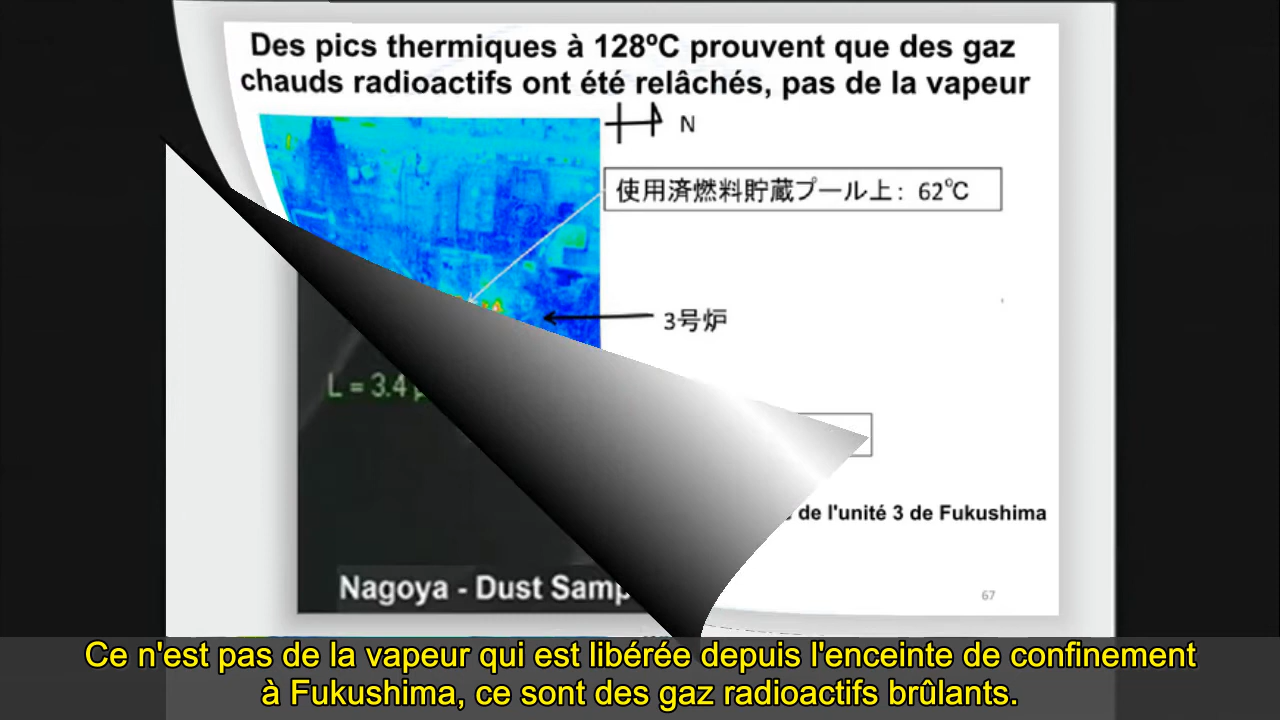 Des pics thermiques à 128ºC prouvent que des gaz
chauds radioactifs ont été relâchés, pas de la vapeur
N
使用済燃料貯蔵プール上: 62℃
3号炉
L = 3.4
de l'unité 3 de Fukushima
Nagoya - Dust
67
Ce n'est pas de la vapeur qui est libérée depuis l'enceinte de confinement
à Fukushima, ce sont des gaz radioactifs brûlants.